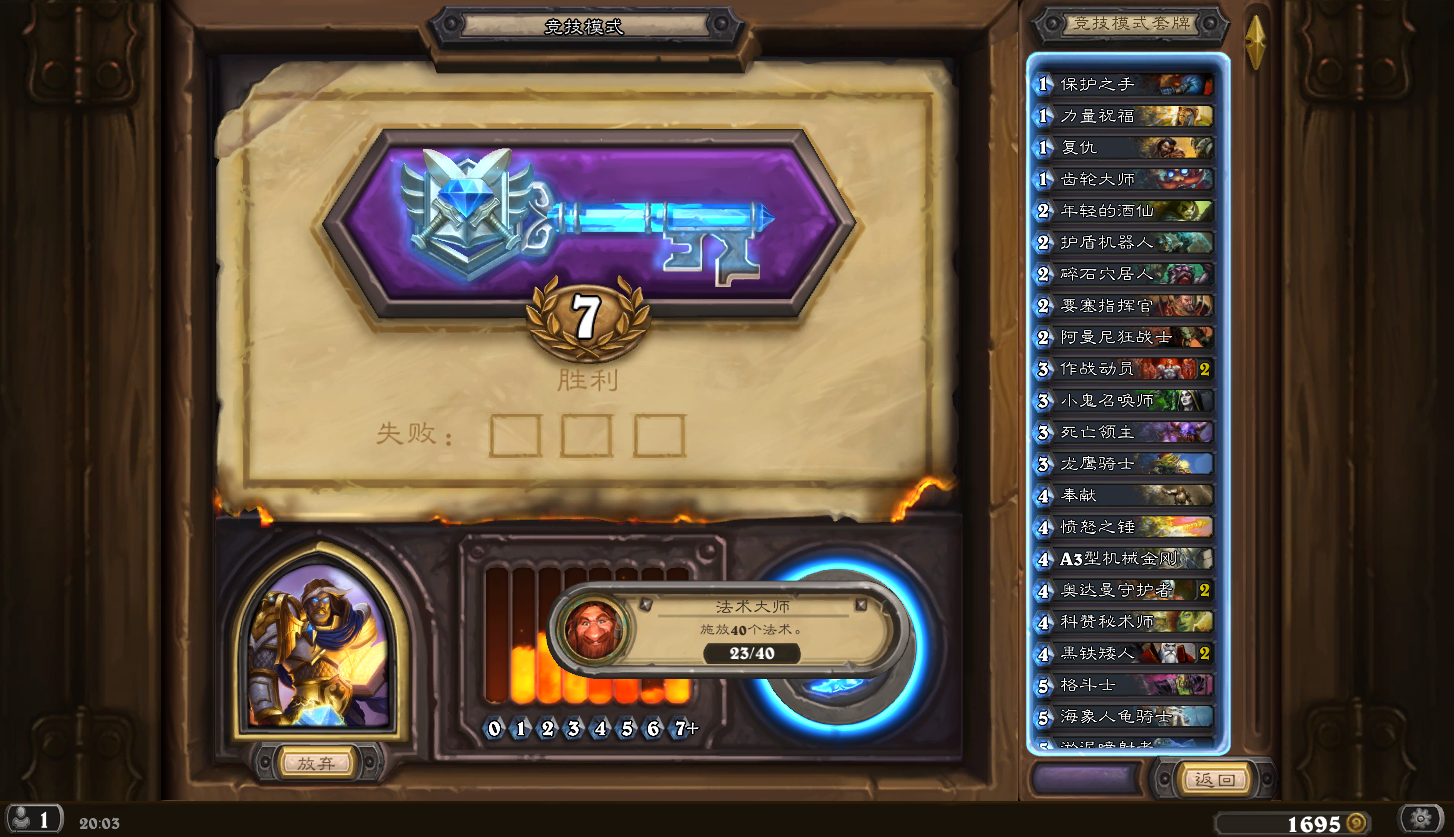 竞技模式
竞技模式套牌
7
胜利
失败：
1 保护之手
1 力量祝福
1 复仇
1 齿轮大师
2 年轻的酒仙
2 护盾机器人
2 碎石穴居人
2 要塞指挥官
2 阿曼尼狂战士
3 作战动员 2
3 小鬼召唤师
3 死亡领主
3 龙鹰骑士
4 奉献
4 愤怒之锤
4 A3型机械金刚
4 奥达曼守护者 2
4 科赞秘术师
4 黑铁矮人 2
5 格斗士
5 海象人龟骑士
5 淤泥喷射者
法术大师
施放40个法术。
23/40
0 1 2 3 4 5 6 7+
放弃
返回
1 20:03
1695